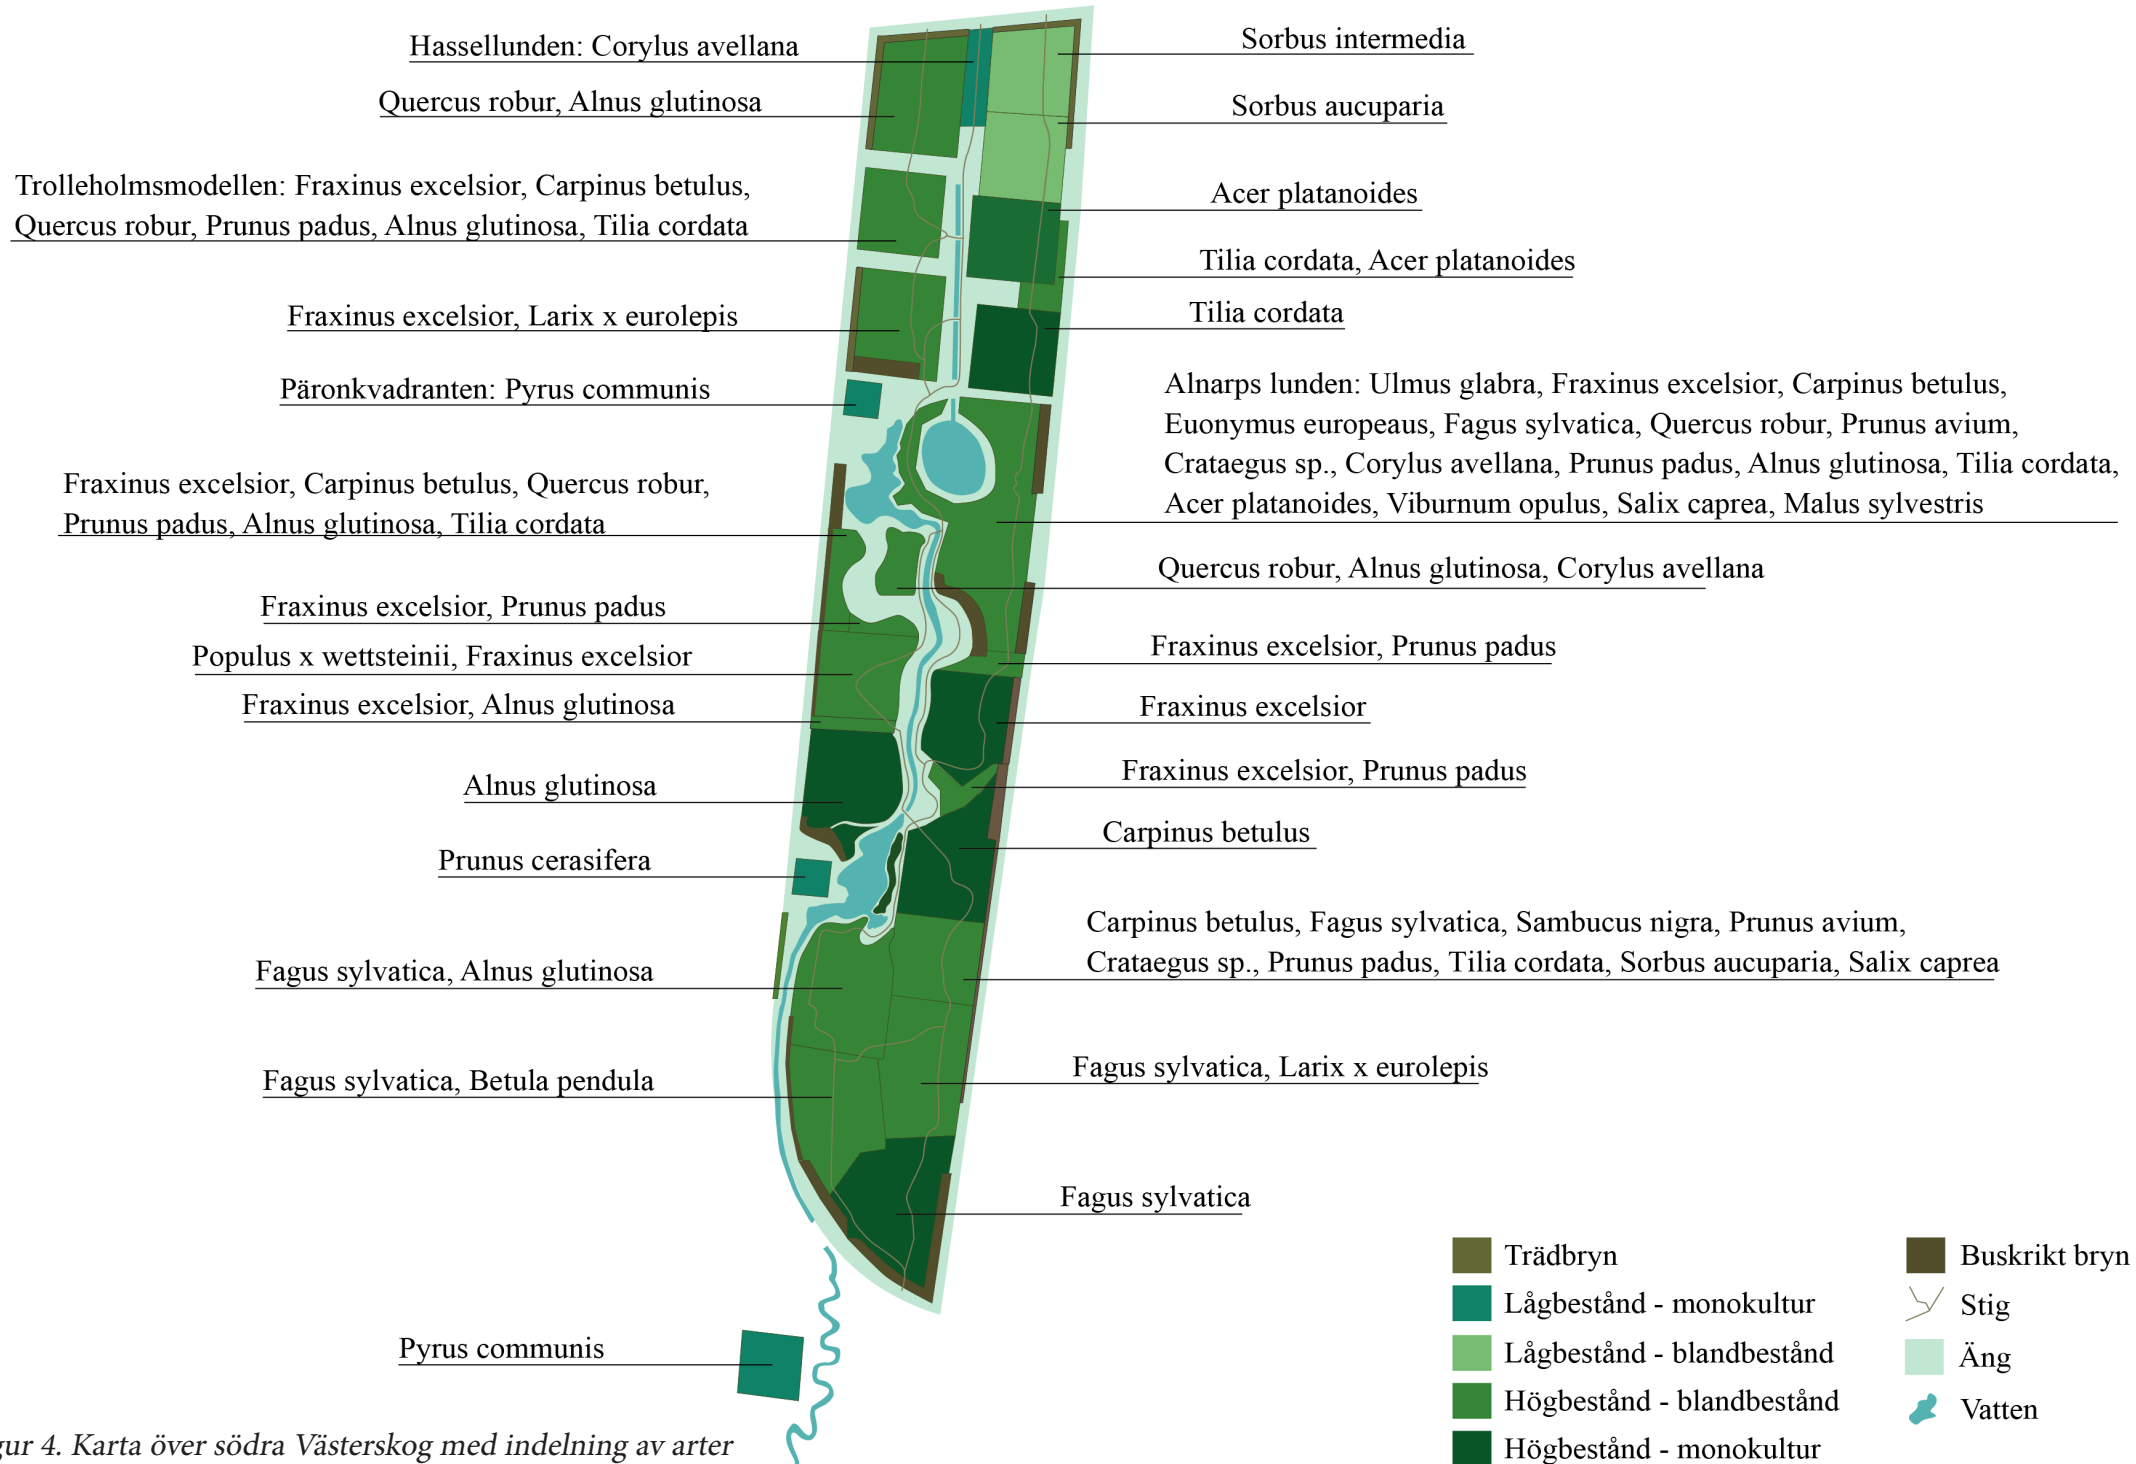 Hassellunden: Corylus avellana
Quercus robur, Alnus glutinosa
Trolleholmsmodellen: Fraxinus excelsior, Carpinus betulus,
Quercus robur, Prunus padus, Alnus glutinosa, Tilia cordata
Fraxinus excelsior, Larix x eurolepis
Päronkvadranten: Pyrus communis
Fraxinus excelsior, Carpinus betulus, Quercus robur,
Prunus padus, Alnus glutinosa, Tilia cordata
Fraxinus excelsior, Prunus padus
Populus x wettsteinii, Fraxinus excelsior
Fraxinus excelsior, Alnus glutinosa
Alnus glutinosa
Prunus cerasifera
Fagus sylvatica, Alnus glutinosa
Fagus sylvatica, Betula pendula
Pyrus communis
Sorbus intermedia
Sorbus aucuparia
Acer platanoides
Tilia cordata, Acer platanoides
Tilia cordata
Alnarps lunden: Ulmus glabra, Fraxinus excelsior, Carpinus betulus,
Euonymus europeaus, Fagus sylvatica, Quercus robur, Prunus avium,
Crataegus sp., Corylus avellana, Prunus padus, Alnus glutinosa, Tilia cordata,
Acer platanoides, Viburnum opulus, Salix caprea, Malus sylvestris
Quercus robur, Alnus glutinosa, Corylus avellana
Fraxinus excelsior, Prunus padus
Fraxinus excelsior
Fraxinus excelsior, Prunus padus
Carpinus betulus
Carpinus betulus, Fagus sylvatica, Sambucus nigra, Prunus avium,
Crataegus sp., Prunus padus, Tilia cordata, Sorbus aucuparia, Salix caprea
Fagus sylvatica, Larix x eurolepis
Fagus sylvatica
Trädbryn
Lågbestånd - monokultur
Lågbestånd - blandbestånd
Högbestånd - blandbestånd
Högbestånd - monokultur
Buskrikt bryn
Stig
Äng
Vatten
gur 4. Karta över södra Västerskog med indelning av arter